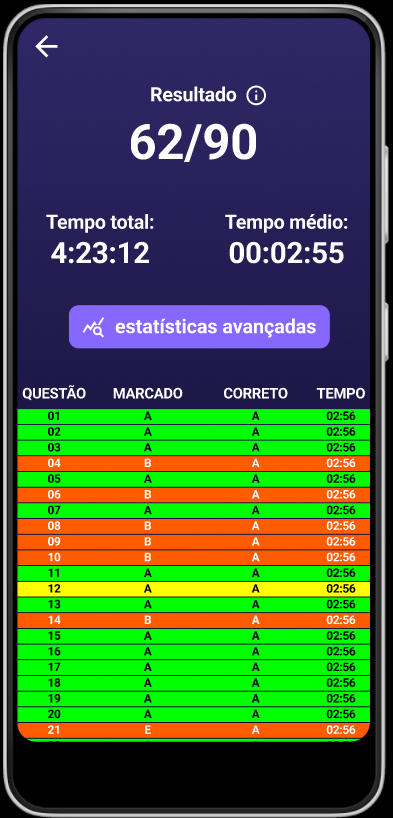 Resultado
62/90
Tempo total: Tempo médio:
4:23:12 00:02:55
estatísticas avançadas
QUESTÃO MARCADO CORRETO TEMPO
01 A A 02:56
02 A A 02:56
03 A A 02:56
04 B A 02:56
05 A A 02:56
06 B A 02:56
07 A A 02:56
08 B A 02:56
09 B A 02:56
10 B A 02:56
11 A A 02:56
12 A A 02:56
13 A A 02:56
14 B A 02:56
15 A A 02:56
16 A A 02:56
17 A A 02:56
18 A A 02:56
19 A A 02:56
20 A A 02:56
21 E A 02:56